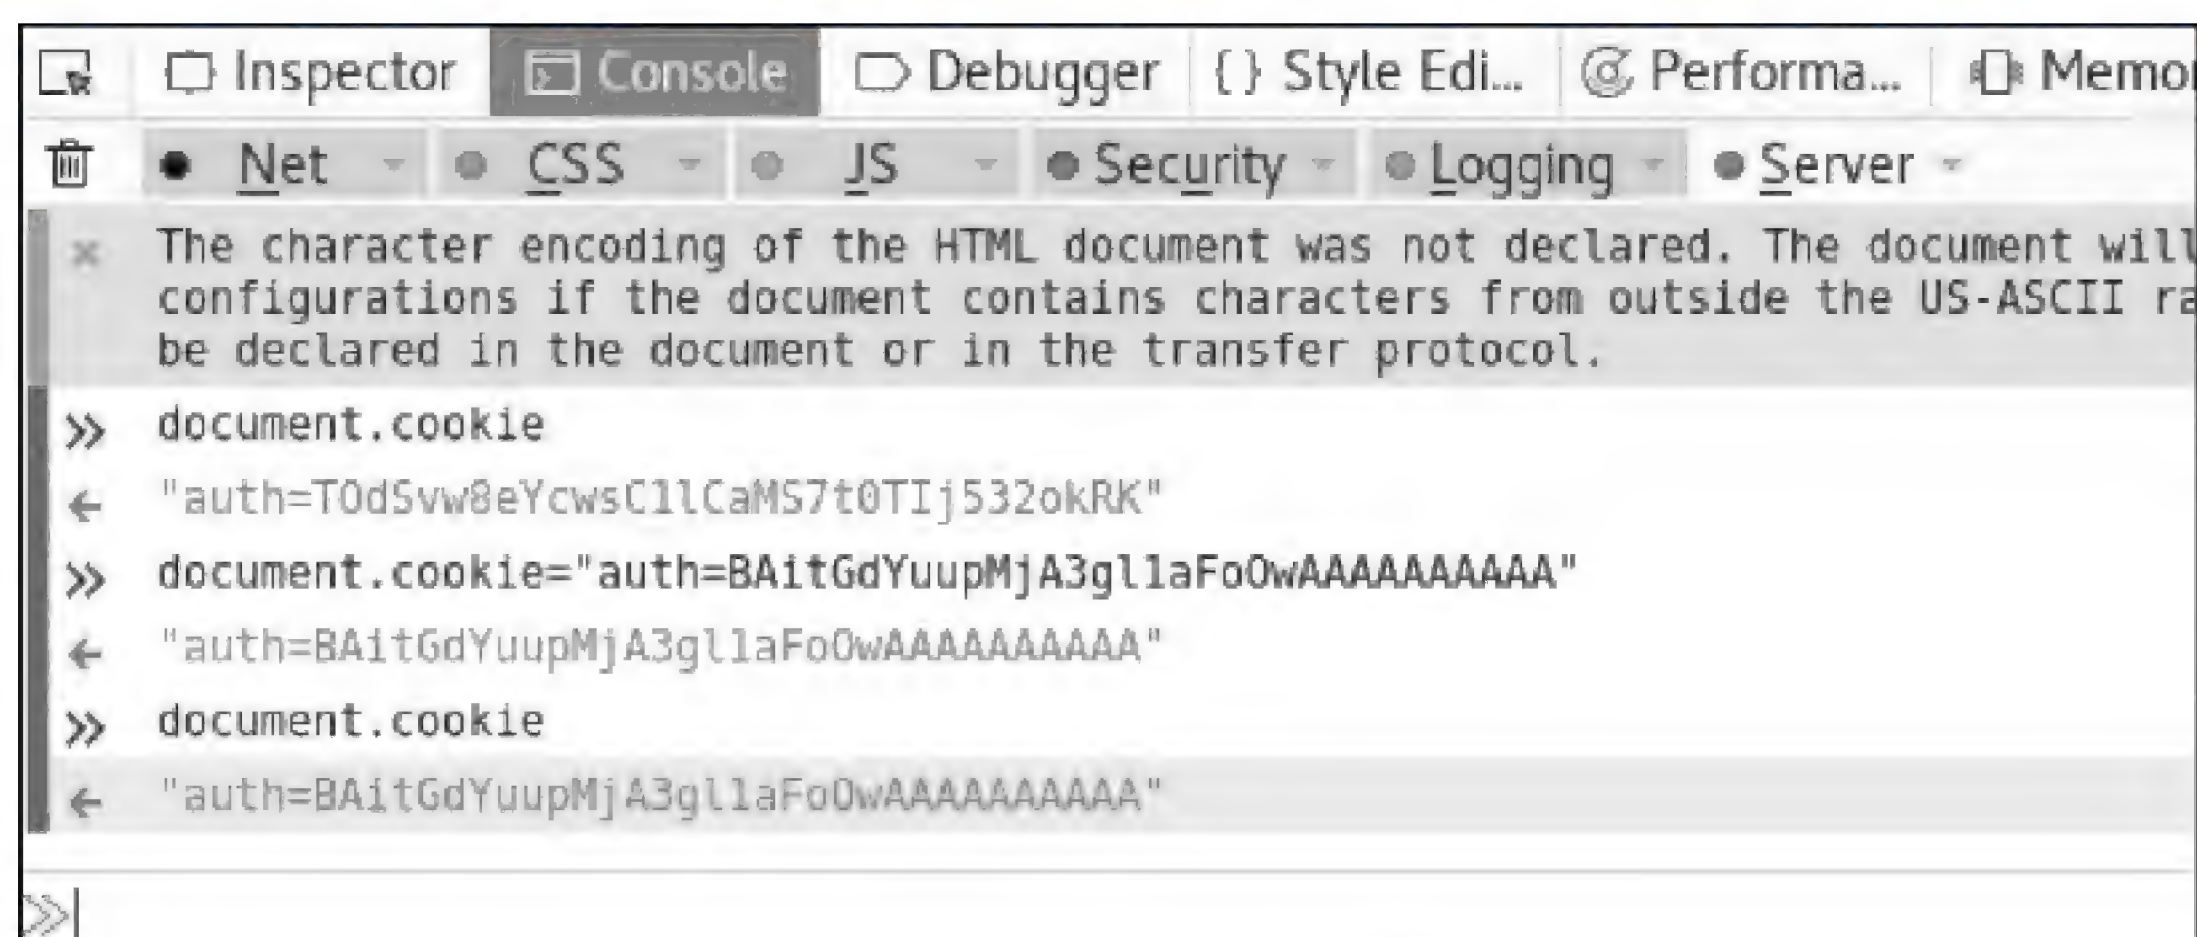 Inspector Console Debugger {} Style Edi... Performa... Memor
Net CSS JS Security Logging Server
The character encoding of the HTML document was not declared. The document will
configurations if the document contains characters from outside the US-ASCII ra
be declared in the document or in the transfer protocol.
» document.cookie
← "auth=TOdSvw8eYcwsC1lCaMS7t0TIj532okRK"
» document.cookie="auth=BAitGdYuupMjA3gl1aFoOwAAAAAAAAAA"
← "auth=BAitGdYuupMjA3gl1aFoOwAAAAAAAAAA"
» document.cookie
← "auth=BAitGdYuupMjA3gl1aFoOwAAAAAAAAAA"
»